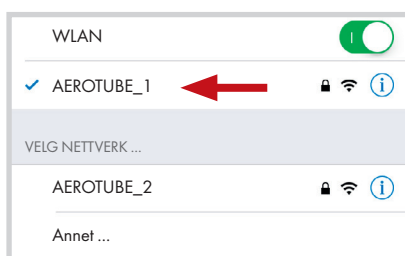 WLAN
AEROTUBE_1
VELG NETTVERK ...
AEROTUBE_2
Annet ...